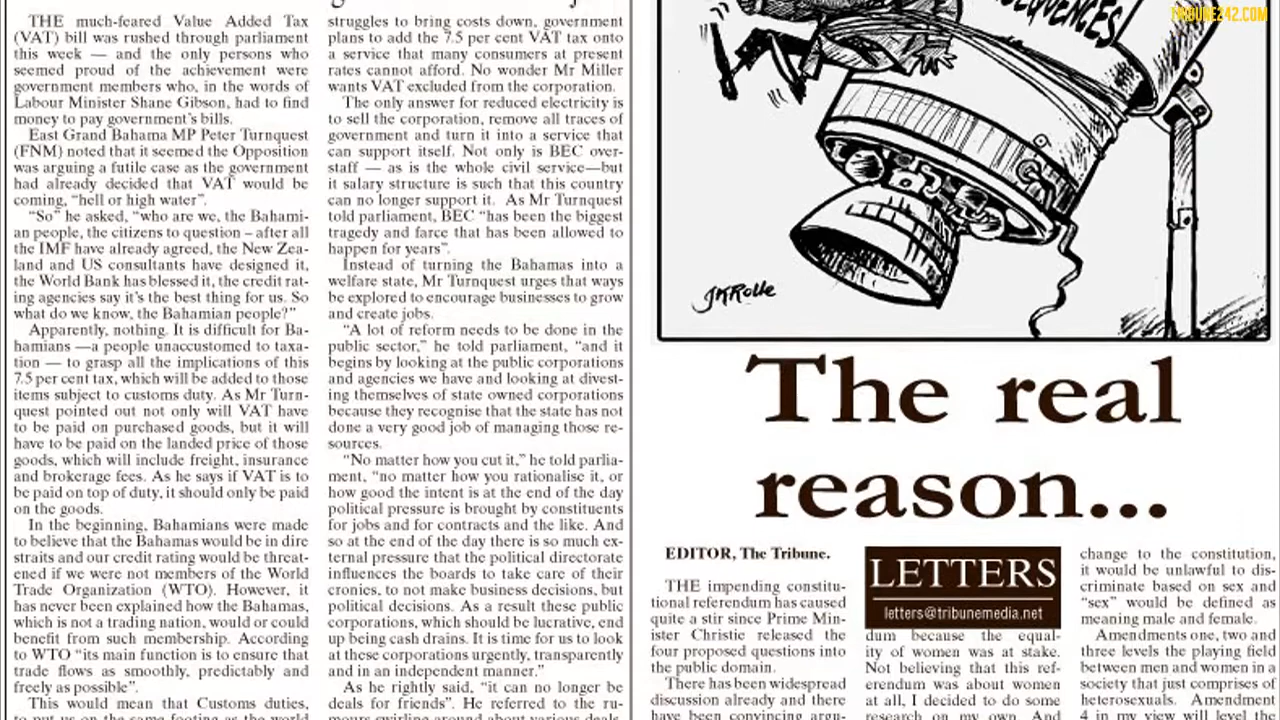 THE much-feared Value Added Tax
(VAT) bill was rushed through parliament
this week — and the only persons who
seemed proud of the achievement were
government members who, in the words of
Labour Minister Shane Gibson, had to find
money to pay government's bills.
East Grand Bahama MP Peter Turnquest
(FNM) noted that it seemed the Opposition
was arguing a futile case as the government
had already decided that VAT would be
coming, "hell or high water".
"So" he asked, "who are we, the Bahami-
an people, the citizens to question – after all
the IMF have already agreed, the New Zea-
land and US consultants have designed it,
the World Bank has blessed it, the credit rat-
ing agencies say it's the best thing for us. So
what do we know, the Bahamian people?"
Apparently, nothing. It is difficult for Ba-
hamians —a people unaccustomed to taxa-
tion — to grasp all the implications of this
7.5 per cent tax, which will be added to those
items subject to customs duty. As Mr Turn-
quest pointed out not only will VAT have
to be paid on purchased goods, but it will
have to be paid on the landed price of those
goods, which will include freight, insurance
and brokerage fees. As he says if VAT is to
be paid on top of duty, it should only be paid
on the goods.
In the beginning, Bahamians were made
to believe that the Bahamas would be in dire
straits and our credit rating would be threat-
ened if we were not members of the World
Trade Organization (WTO). However, it
has never been explained how the Bahamas,
which is not a trading nation, would or could
benefit from such membership. According
to WTO "its main function is to ensure that
trade flows as smoothly, predictably and
freely as possible".
This would mean that Customs duties,
to put us on the same footing as the world
struggles to bring costs down, government
plans to add the 7.5 per cent VAT tax onto
a service that many consumers at present
rates cannot afford. No wonder Mr Miller
wants VAT excluded from the corporation.
The only answer for reduced electricity is
to sell the corporation, remove all traces of
government and turn it into a service that
can support itself. Not only is BEC over-
staff — as is the whole civil service—but
it salary structure is such that this country
can no longer support it. As Mr Turnquest
told parliament, BEC "has been the biggest
tragedy and farce that has been allowed to
happen for years".
Instead of turning the Bahamas into a
welfare state, Mr Turnquest urges that ways
be explored to encourage businesses to grow
and create jobs.
"A lot of reform needs to be done in the
public sector," he told parliament, "and it
begins by looking at the public corporations
and agencies we have and looking at divest-
ing themselves of state owned corporations
because they recognise that the state has not
done a very good job of managing those re-
sources.
"No matter how you cut it," he told parlia-
ment, "no matter how you rationalise it, or
how good the intent is at the end of the day
political pressure is brought by constituents
for jobs and for contracts and the like. And
so at the end of the day there is so much ex-
ternal pressure that the political directorate
influences the boards to take care of their
cronies, to not make business decisions, but
political decisions. As a result these public
corporations, which should be lucrative, end
up being cash drains. It is time for us to look
at these corporations urgently, transparently
and in an independent manner."
As he rightly said, "it can no longer be
deals for friends". He referred to the ru-
mours swirling around about various deals
TRIBUNE242.COM
JKRolle
The real
reason...
EDITOR, The Tribune.
THE impending constitu-
tional referendum has caused
quite a stir since Prime Min-
ister Christie released the
four proposed questions into
the public domain.
There has been widespread
discussion already and there
have been convincing argu-
LETTERS
letters@tribunemedia.net
dum because the equal-
ity of women was at stake.
Not believing that this ref-
erendum was about women
at all, I decided to do some
research on my own. And
change to the constitution,
it would be unlawful to dis-
criminate based on sex and
"sex" would be defined as
meaning male and female.
Amendments one, two and
three levels the playing field
between men and women in a
society that just comprises of
heterosexuals. Amendment
4 in my view will level the